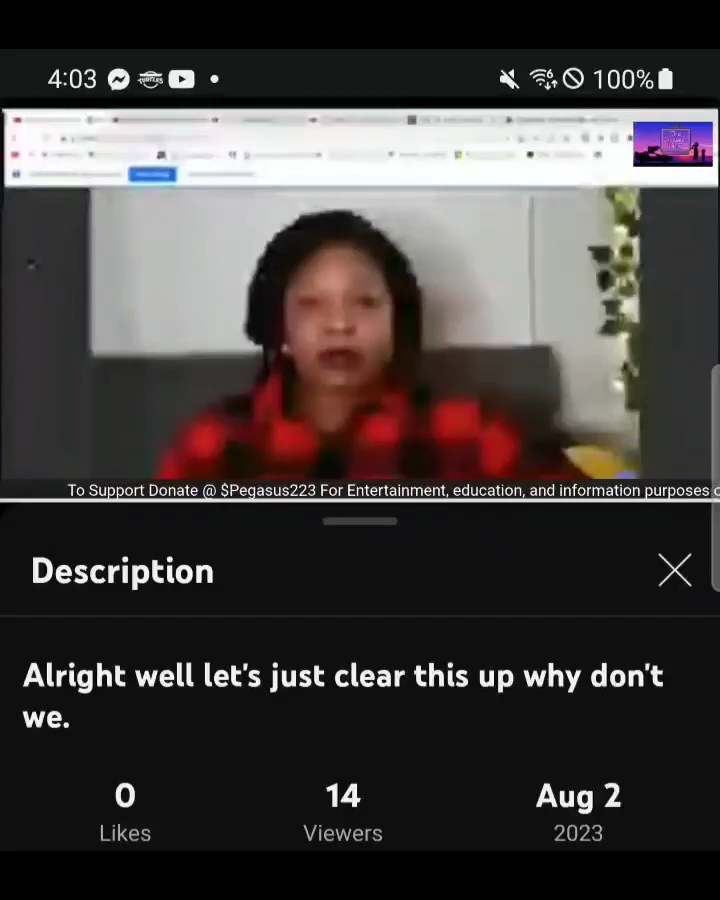 4:03
100%
To Support Donate @ $Pegasus223 For Entertainment, education, and information purposes
Description
Alright well let's just clear this up why don't
we.
0
14
Aug 2
Likes
Viewers
2023